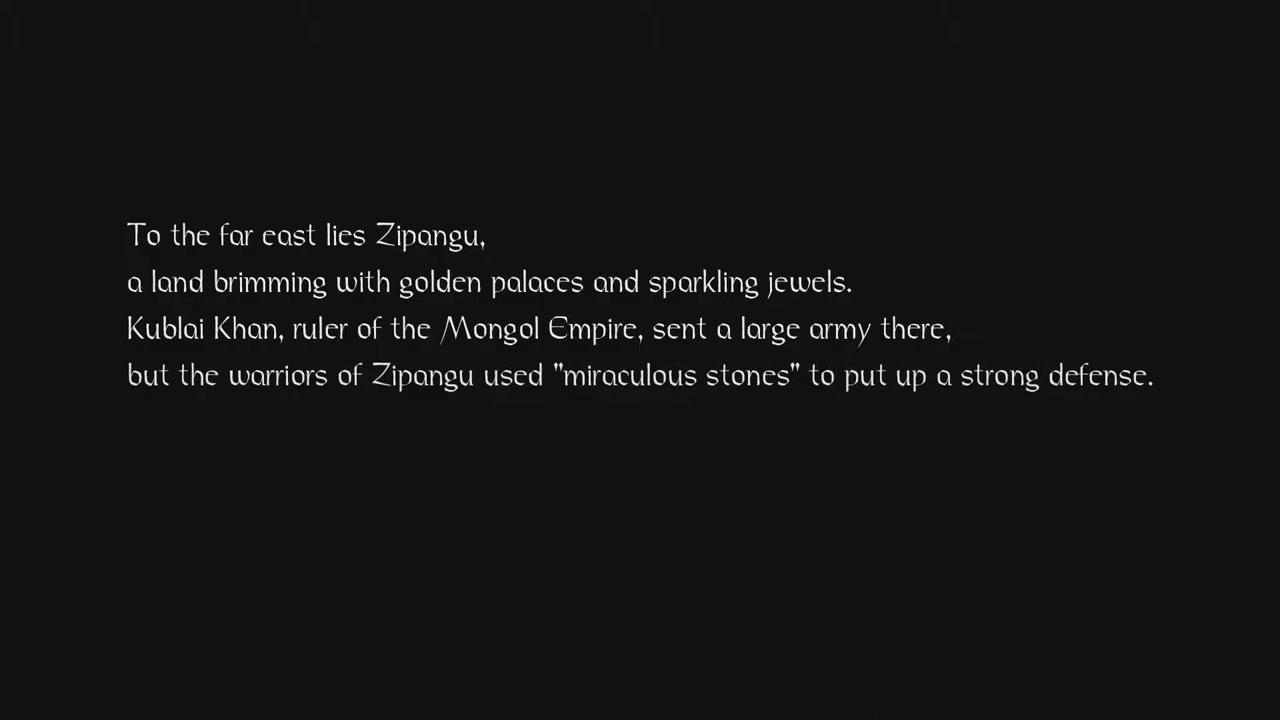 To the far east lies Zipangu,
a land brimming with golden palaces and sparkling jewels.
Kublai Khan, ruler of the Mongol Empire, sent a large army there,
but the warriors of Zipangu used "miraculous stones" to put up a strong defense.